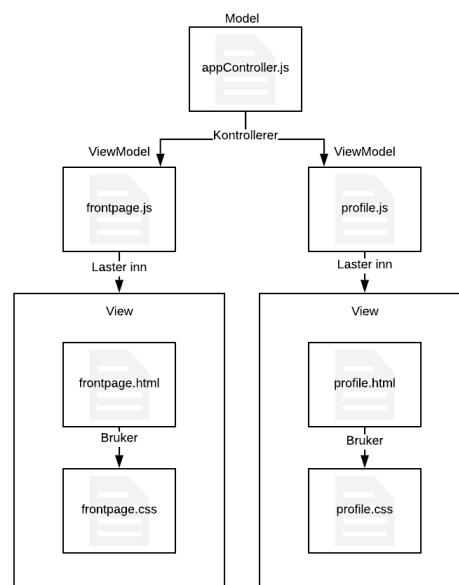 Model
appController.js
Kontrollerer
ViewModel
ViewModel
frontpage.js
profile.js
Laster inn
Laster inn
View
View
frontpage.html
profile.html
Bruker
Bruker
frontpage.css
profile.css